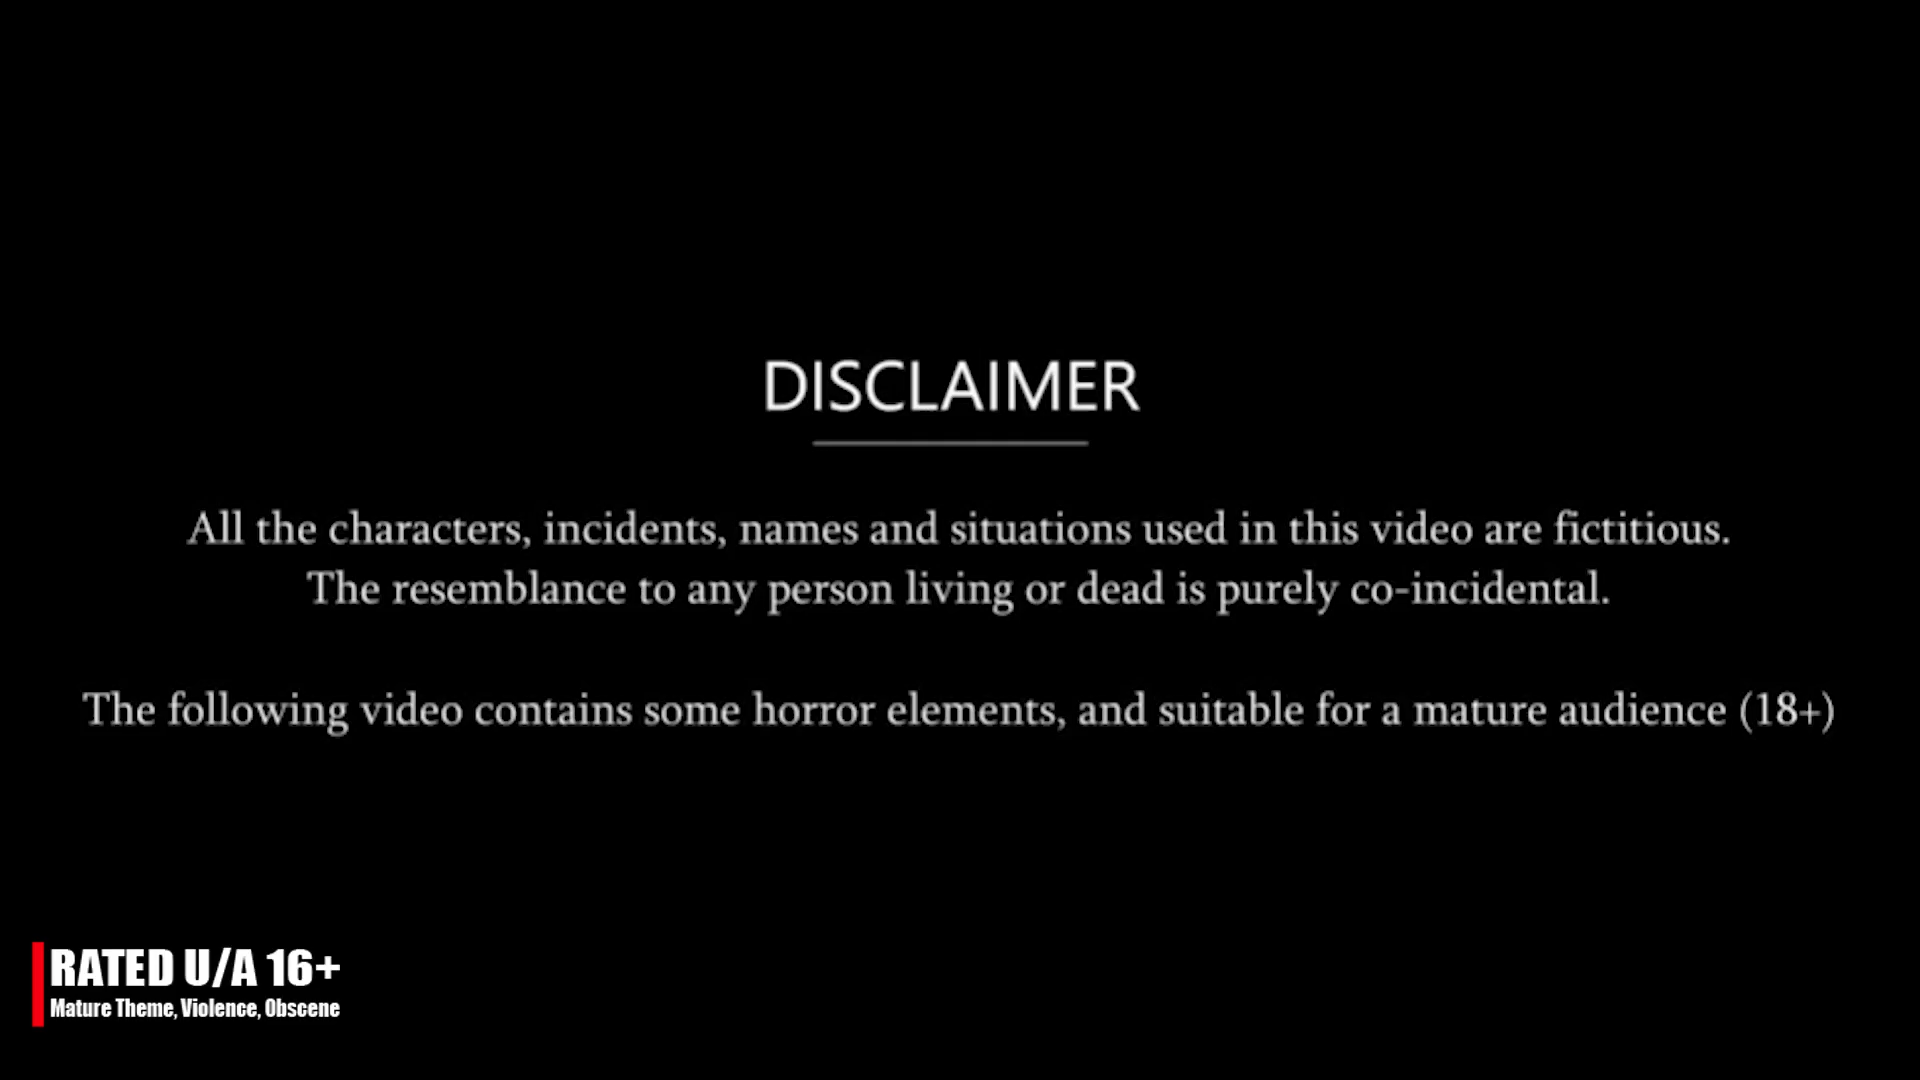 DISCLAIMER
All the characters, incidents, names and situations used in this video are fictitious.
The resemblance to any person living or dead is purely co-incidental.
The following video contains some horror elements, and suitable for a mature audience (18+)
RATED U/A 16+
Mature Theme, Violence, Obscene